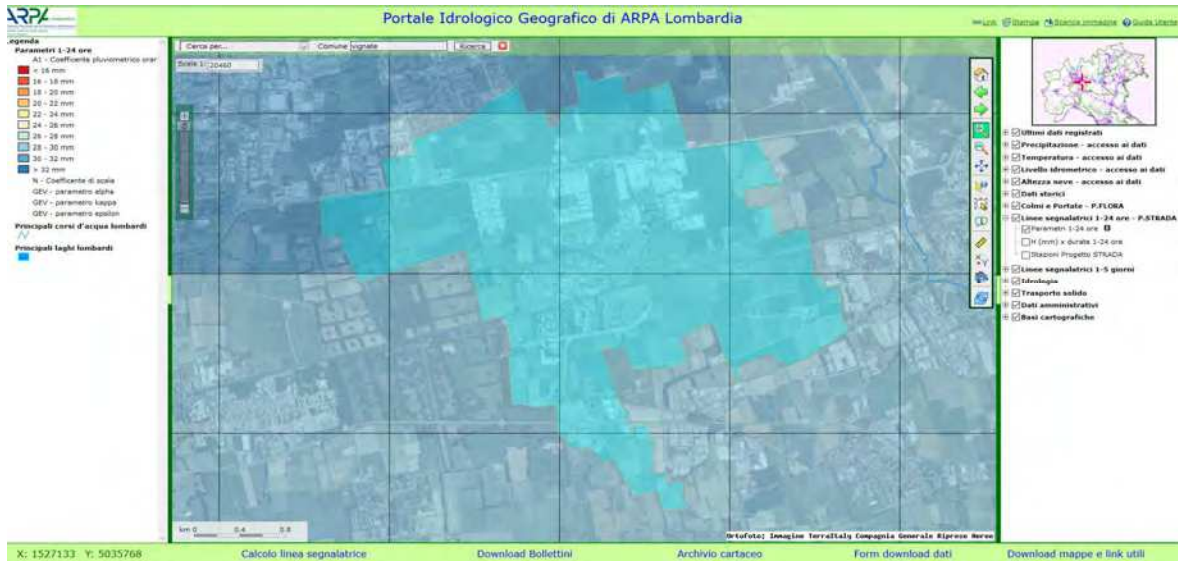 ARPA
Portale Idrologico Geografico di ARPA Lombardia
Link Stampa Scarica immagine Guida Utente
Legenda
Parametri 1-24 ore
A1 - Coefficente pluviometrico orar
< 16 mm
16 - 18 mm
18 - 20 mm
20 - 22 mm
22 - 24 mm
24 - 26 mm
26 - 28 mm
28 - 30 mm
30 - 32 mm
> 32 mm
N - Coefficente di scala
GEV - parametro alpha
GEV - parametro kappa
GEV - parametro epsilon
Principali corsi d'acqua lombardi
Principali laghi lombardi
Cerca per... Comune vignate Ricerca
Scala 1: 20460
km 0 0.4 0.8
Ortofoto; Immagine TerraItaly Compagnia Generale Riprese Aeree
Ultimi dati registrati
Precipitazione - accesso ai dati
Temperatura - accesso ai dati
Livello idrometrico - accesso ai dati
Altezza neve - accesso ai dati
Dati storici
Colmi e Portate - P.FLORA
Linee segnalatrici 1-24 ore - P.STRADA
Parametri 1-24 ore
H (mm) x durata 1-24 ore
Stazioni Progetto STRADA
Linee segnalatrici 1-5 giorni
Idrologia
Trasporto solido
Dati amministrativi
Basi cartografiche
X: 1527133 Y: 5035768
Calcolo linea segnalatrice
Download Bollettini
Archivio cartaceo
Form download dati
Download mappe e link utili